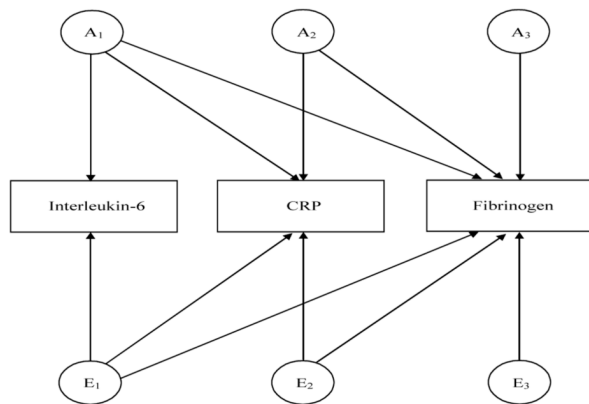 A₁ A₂ A₃
Interleukin-6 CRP Fibrinogen
E₁ E₂ E₃